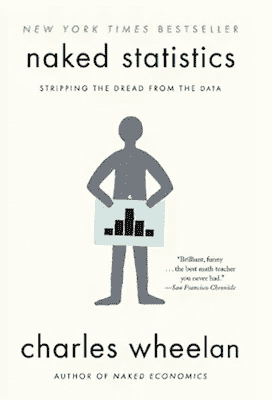 NEW YORK TIMES BESTSELLER
naked statistics
STRIPPING THE DREAD FROM THE DATA
"Brilliant, funny
. . . the best math teacher
you never had."
—San Francisco Chronicle
charles wheelan
AUTHOR OF NAKED ECONOMICS